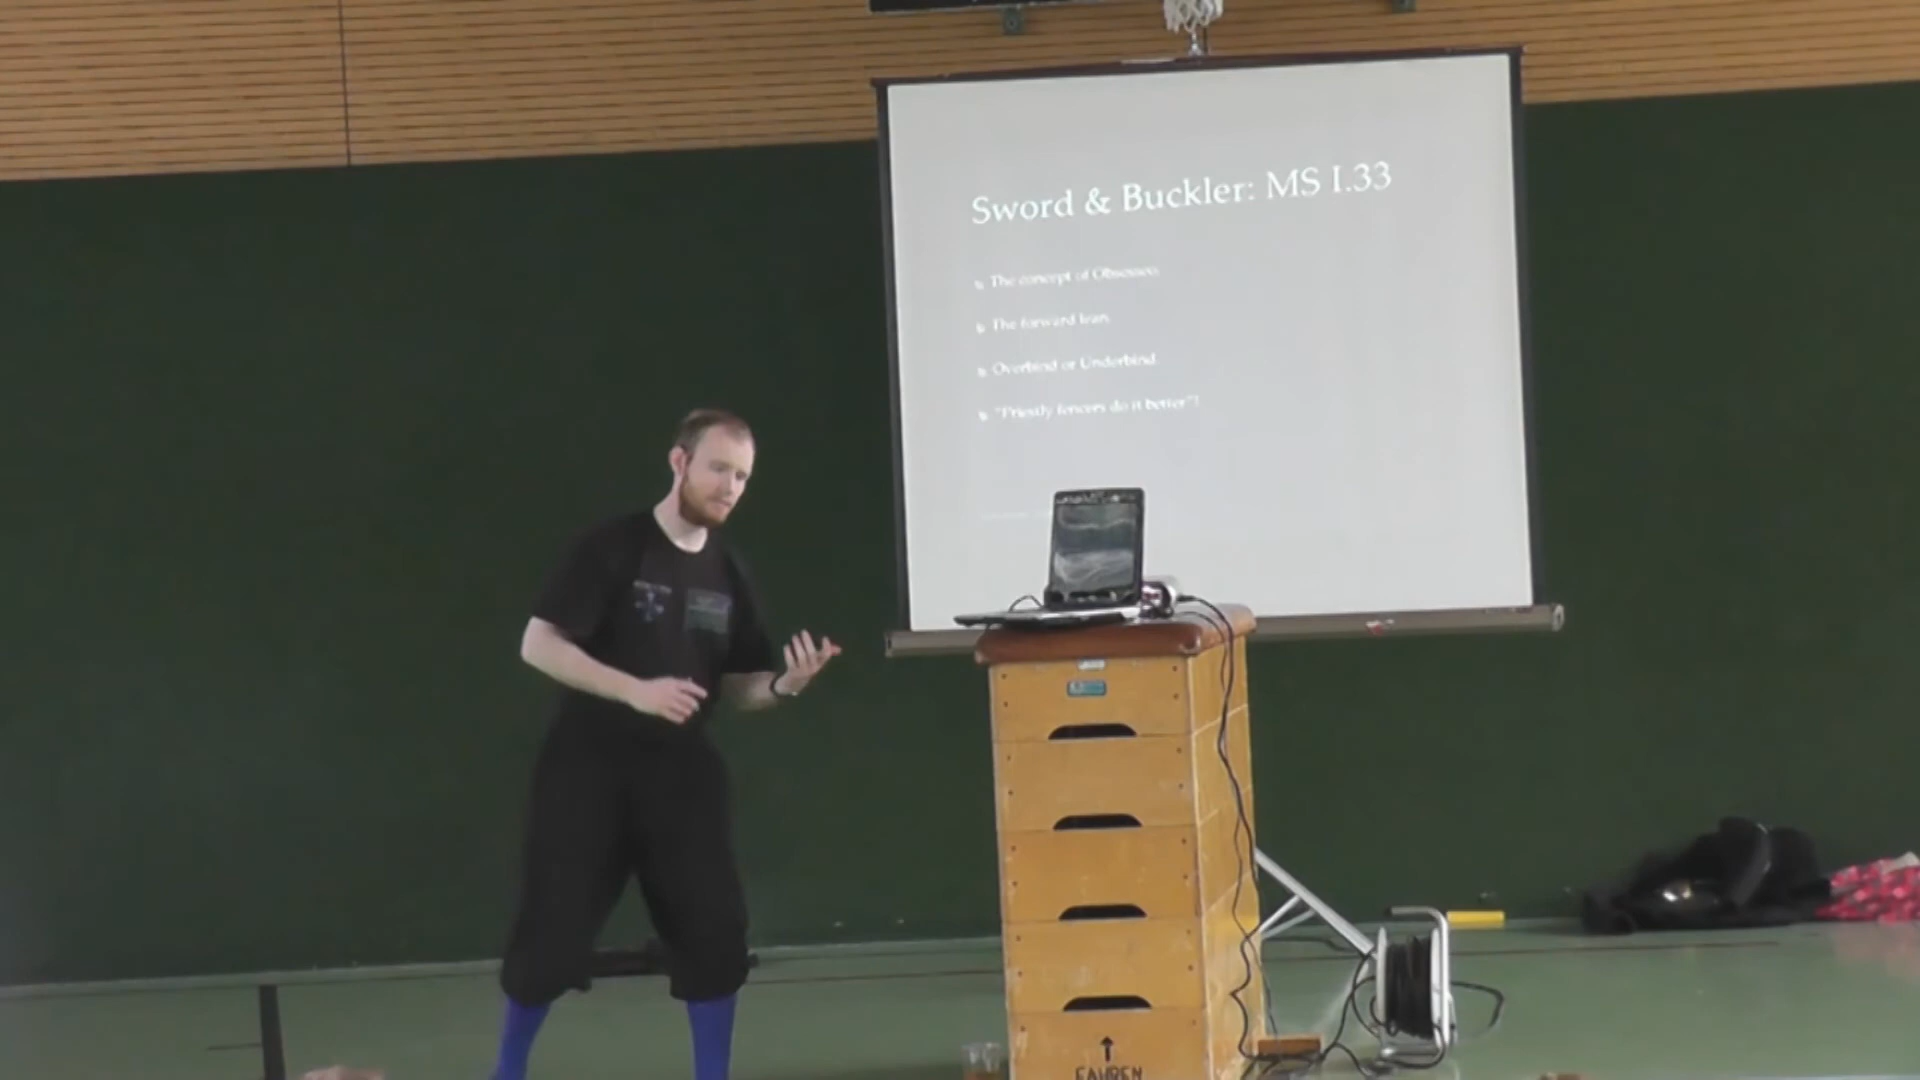 Sword & Buckler: MS I.33
The concept of Obsesseo
The forward lean
Overbind or Underbind
"Priestly fencers do it better"!
FAHREN